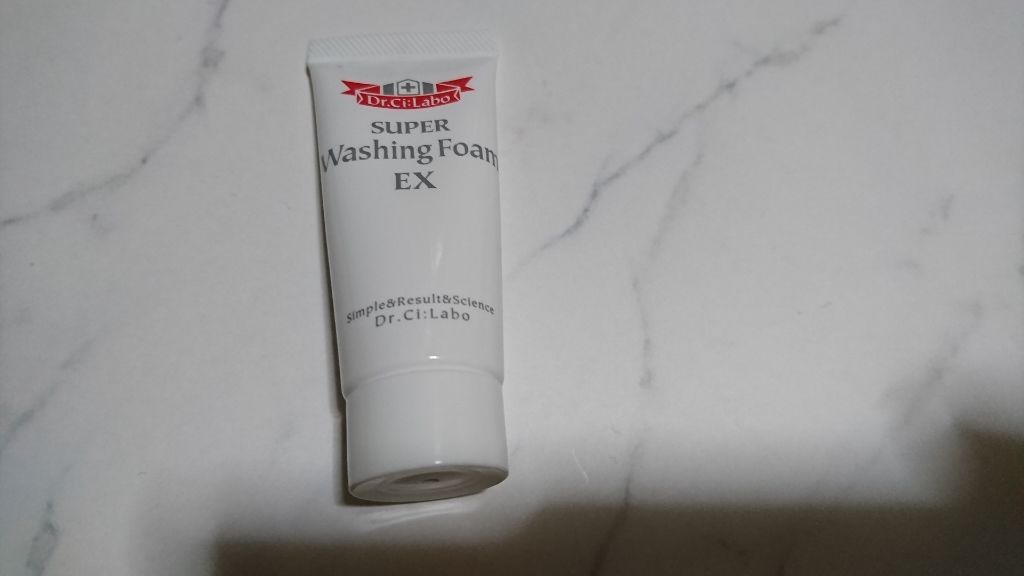 Dr.Ci:Labo
SUPER
Washing Foam
EX
Simple&Result&Science
Dr.Ci:Labo